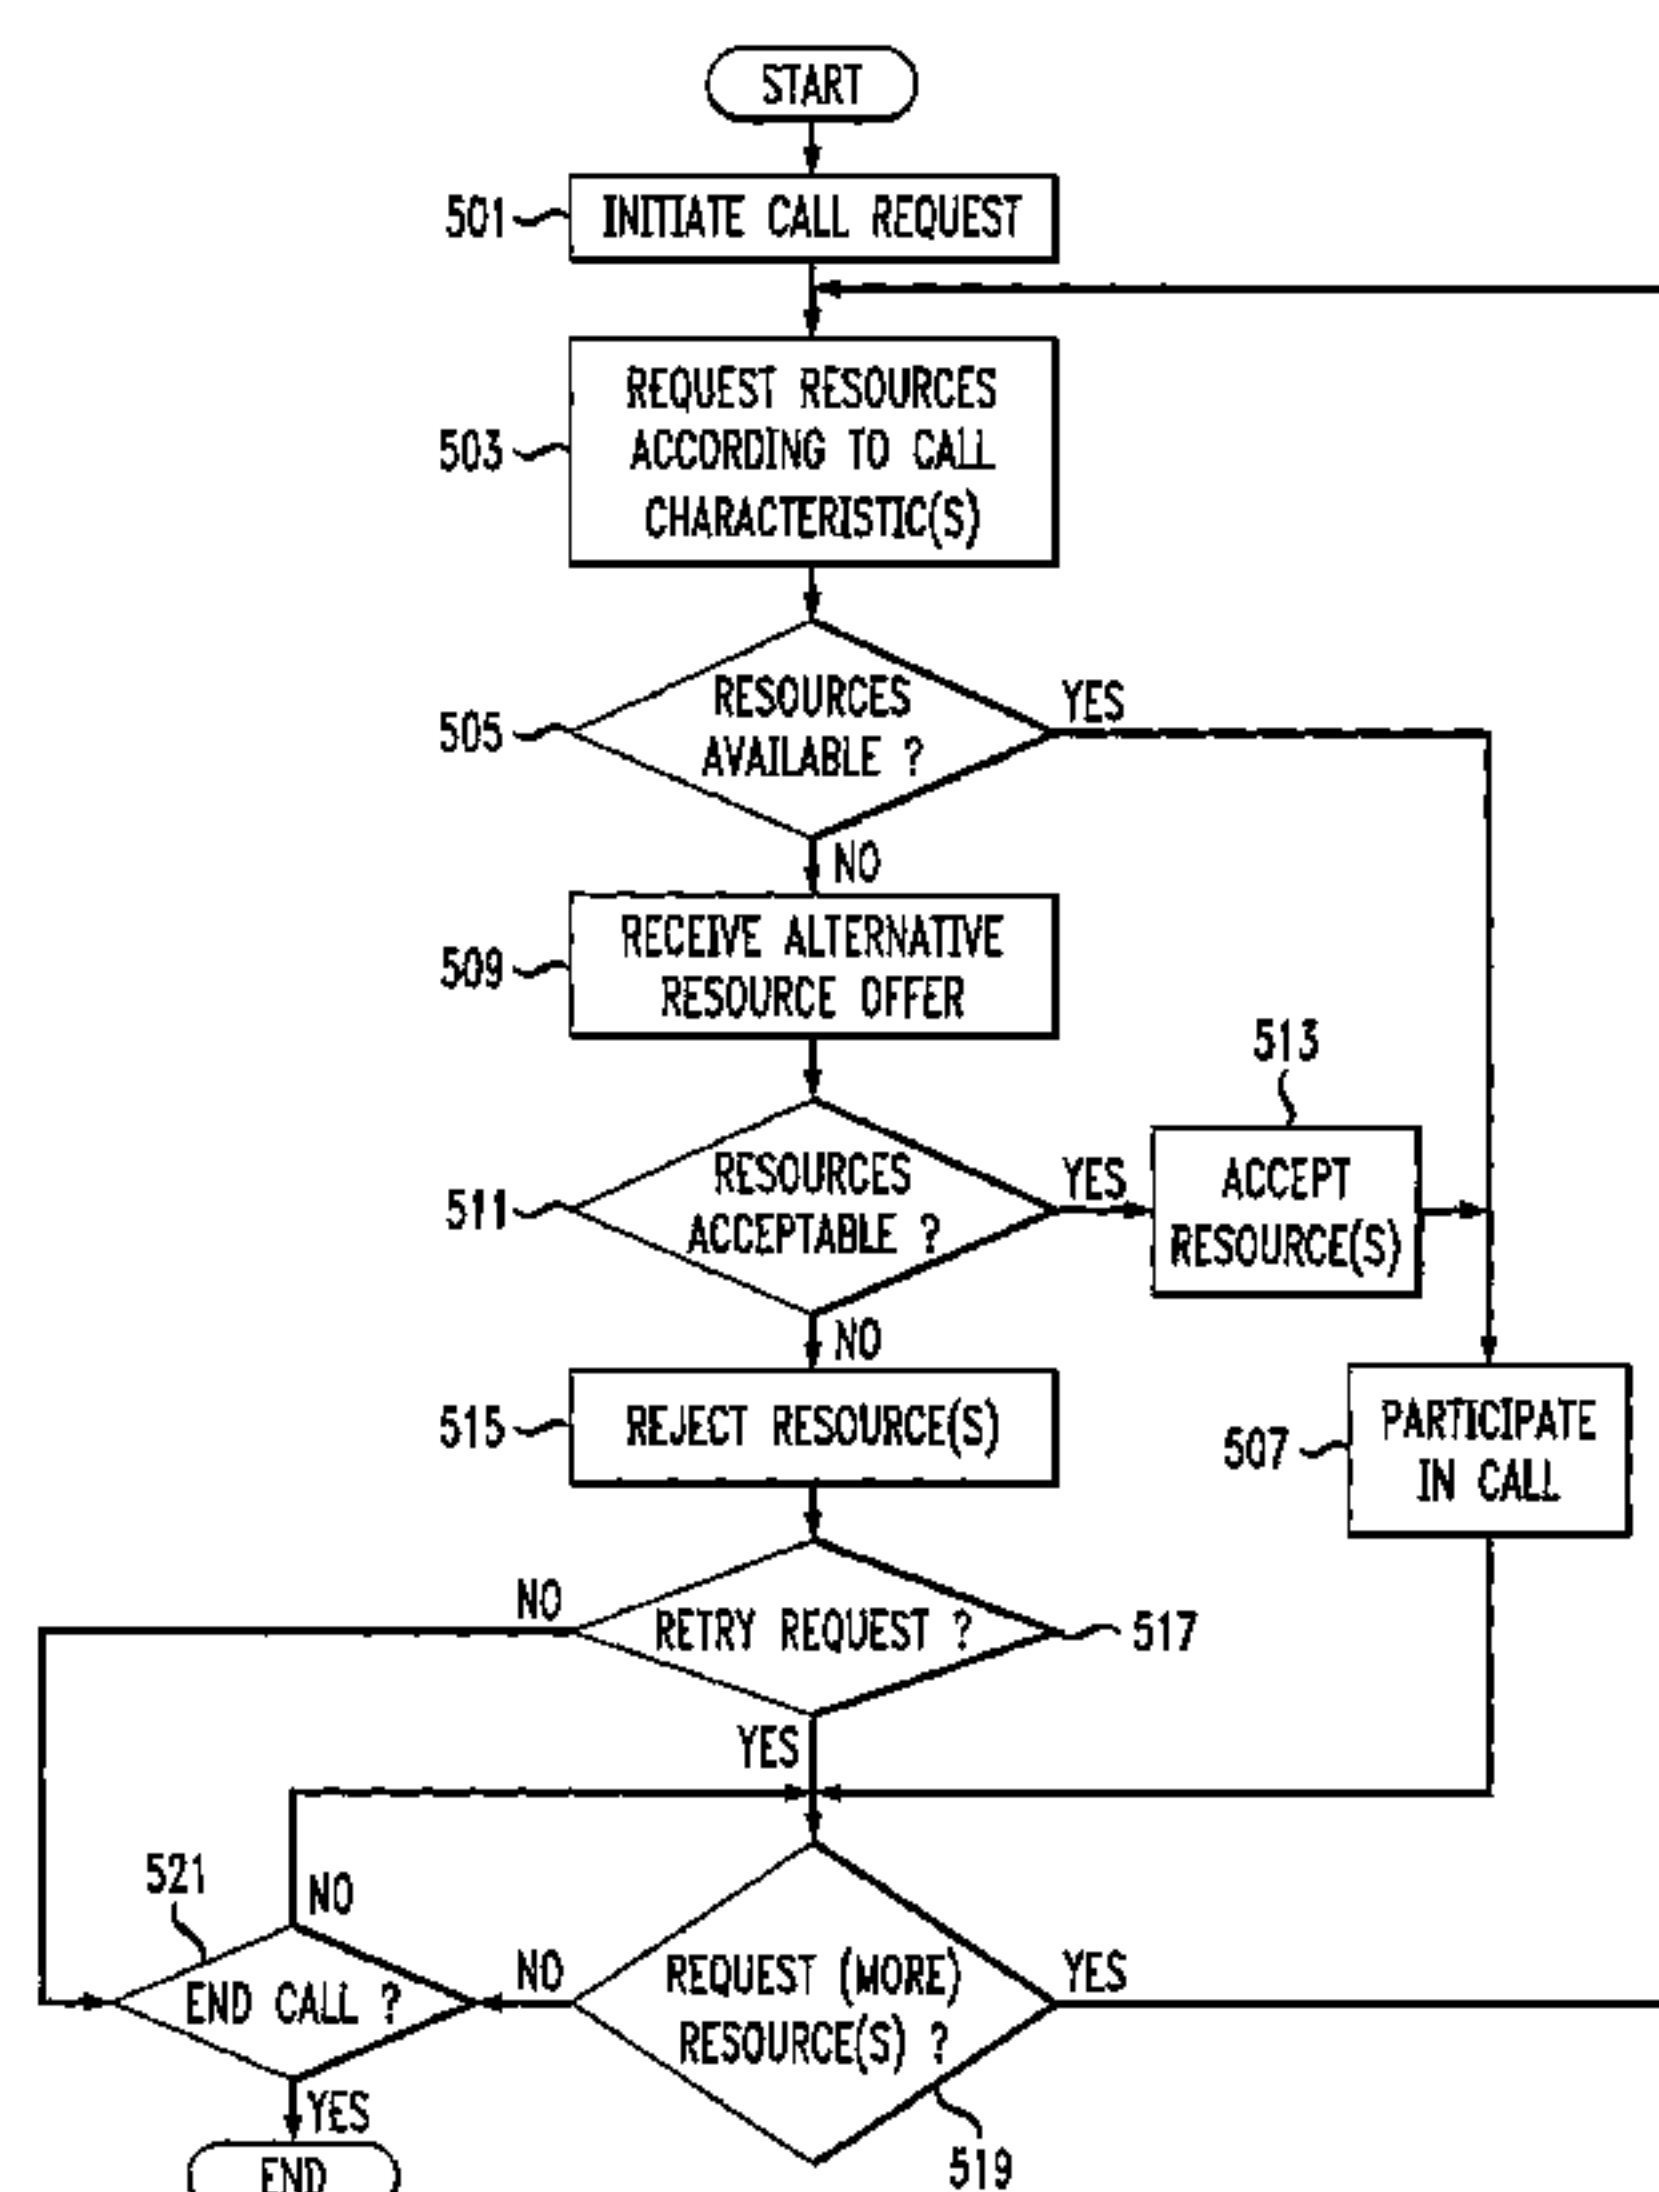 START
501
INITIATE CALL REQUEST
503
REQUEST RESOURCES
ACCORDING TO CALL
CHARACTERISTIC(S)
505
RESOURCES
AVAILABLE ?
YES
NO
509
RECEIVE ALTERNATIVE
RESOURCE OFFER
511
RESOURCES
ACCEPTABLE ?
YES
513
ACCEPT
RESOURCE(S)
NO
515
REJECT RESOURCE(S)
507
PARTICIPATE
IN CALL
NO
RETRY REQUEST ?
517
YES
521
NO
END CALL ?
NO
REQUEST (MORE)
RESOURCE(S) ?
YES
YES
519
END